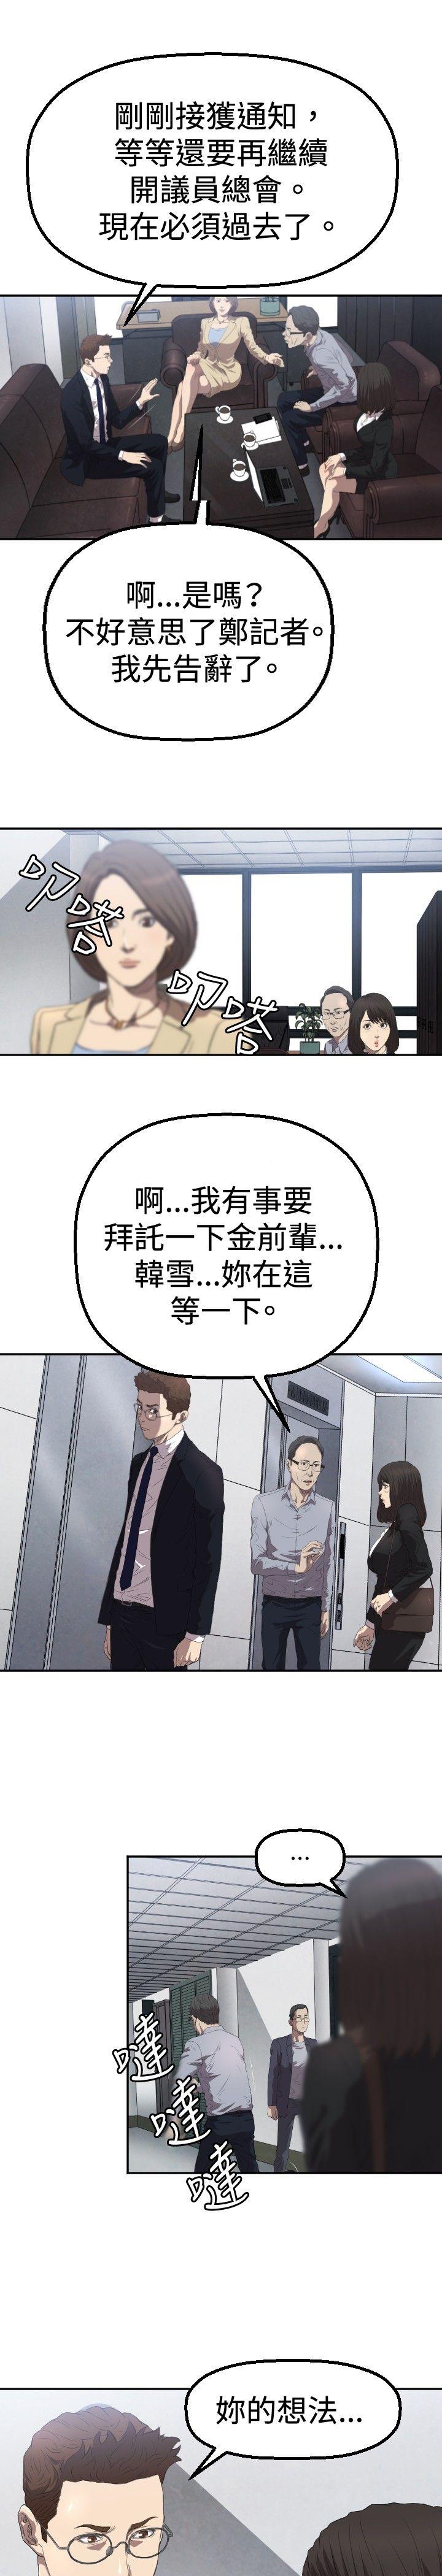 剛剛接獲通知，
等等還要再繼續
開議員總會。
現在必須過去了。
啊...是嗎？
不好意思了鄭記者。
我先告辭了。
叩嗒
叩嗒
啊...我有事要
拜託一下金前輩...
韓雪...妳在這
等一下。
...
噠
噠
噠
妳的想法...